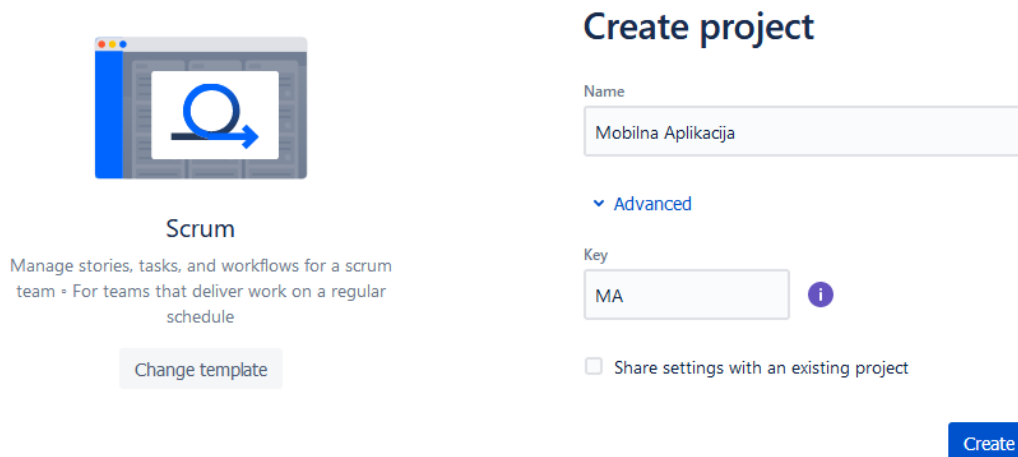 Scrum
Manage stories, tasks, and workflows for a scrum
team • For teams that deliver work on a regular
schedule
Change template
Create project
Name
Mobilna Aplikacija
Advanced
Key
MA
i
Share settings with an existing project
Create